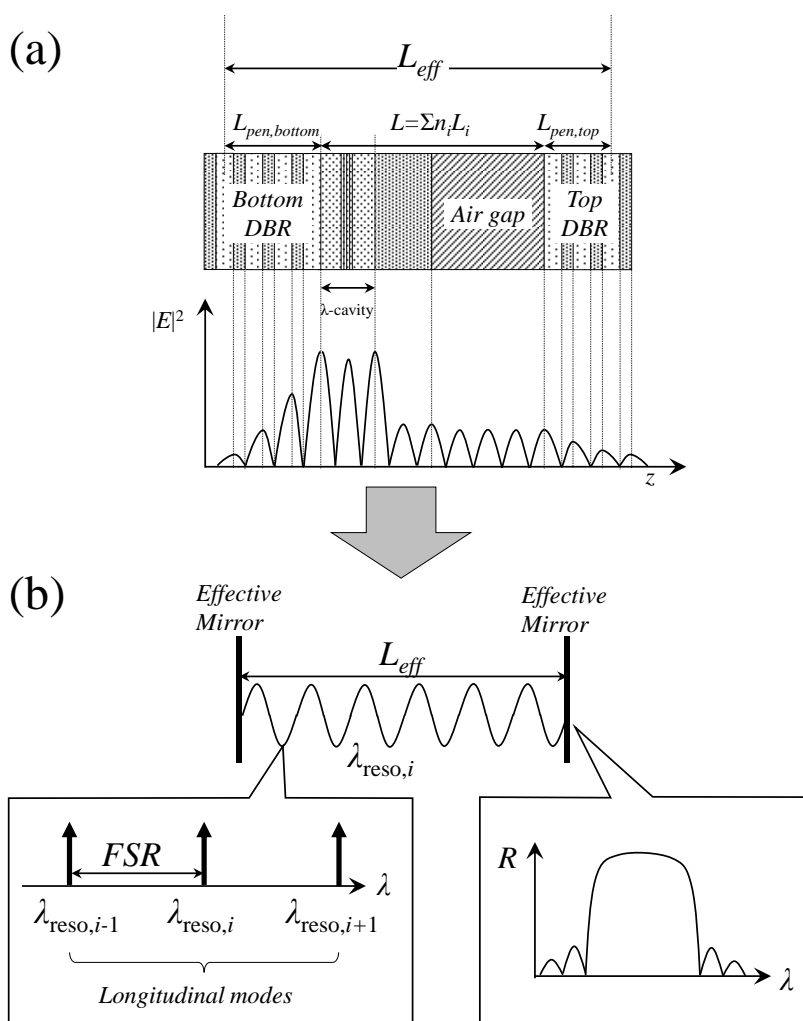 (a)
L_eff
L_pen,bottom L=Σn_iL_i L_pen,top
Bottom
DBR
Air gap
Top
DBR
λ-cavity
|E|²
z
(b)
Effective
Mirror
Effective
Mirror
L_eff
λ_reso,i
FSR
λ
λ_reso,i-1 λ_reso,i λ_reso,i+1
Longitudinal modes
R
λ